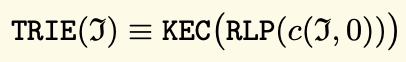 TRIE(ℑ) ≡ KEC(RLP(c(ℑ, 0)))